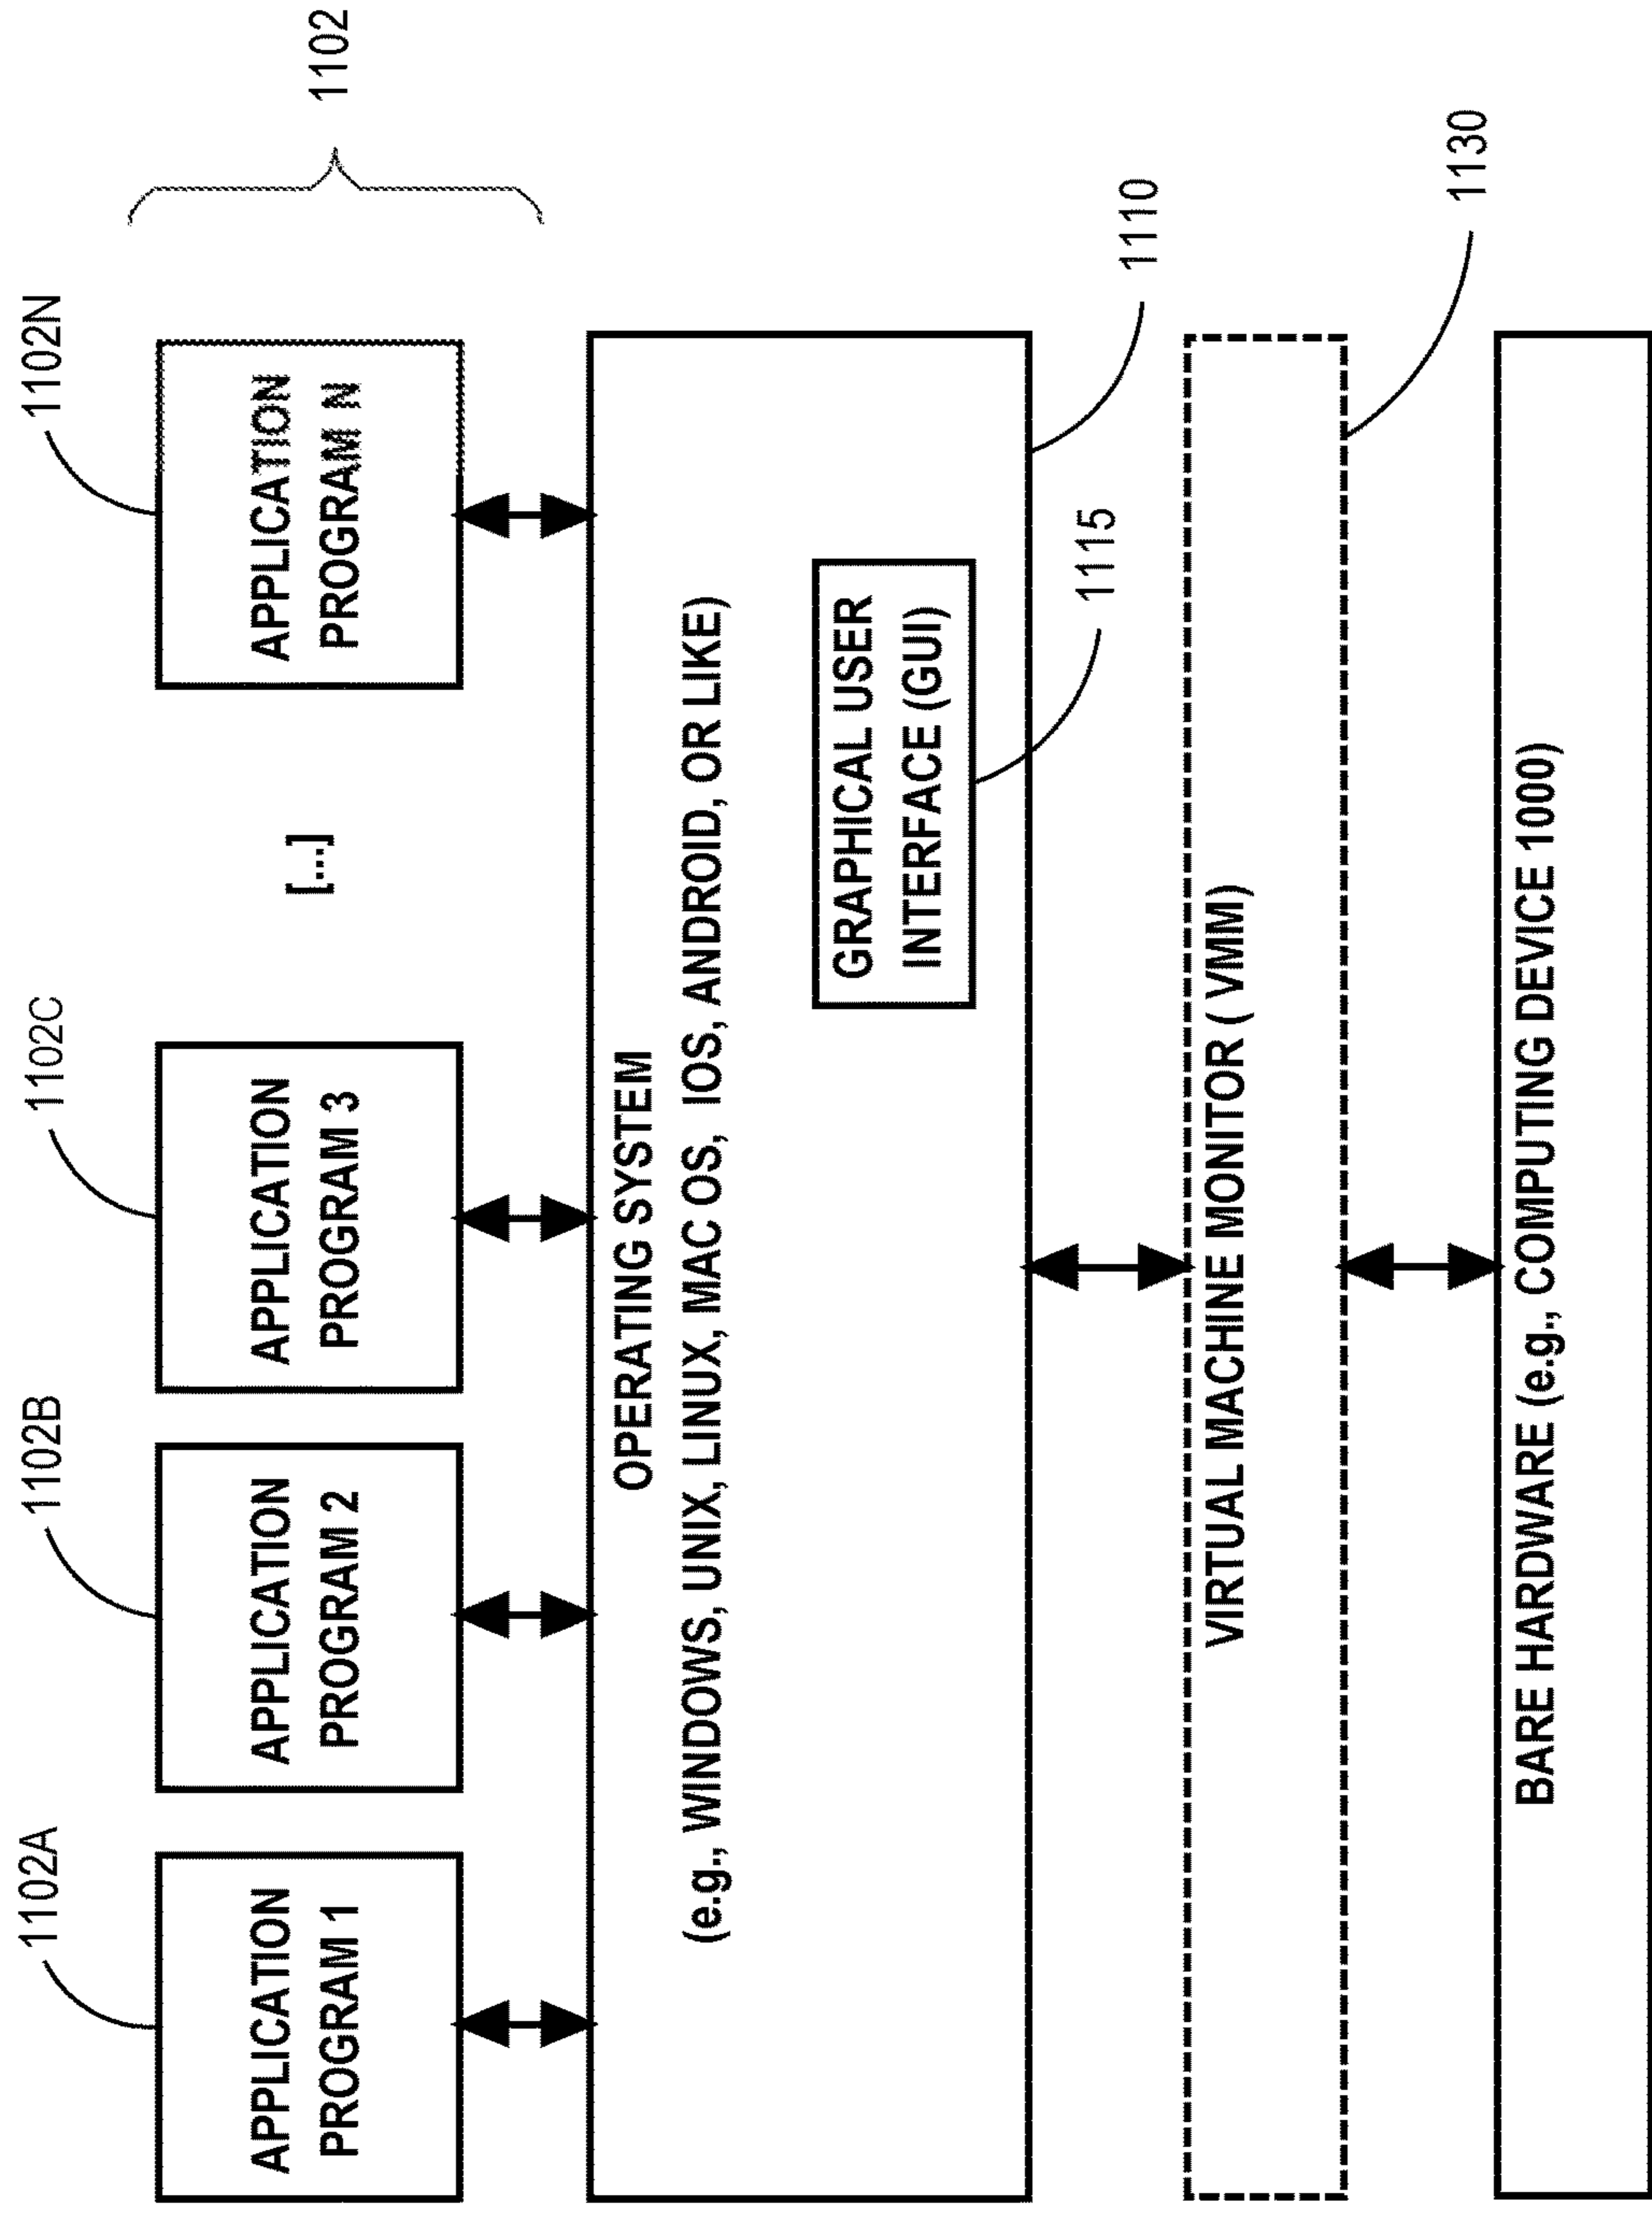 1102
1102A
1102B
1102C
1102N
APPLICATION
PROGRAM 1
APPLICATION
PROGRAM 2
APPLICATION
PROGRAM 3
[...]
APPLICATION
PROGRAM N
OPERATING SYSTEM
(e.g., WINDOWS, UNIX, LINUX, MAC OS, IOS, ANDROID, OR LIKE)
GRAPHICAL USER
INTERFACE (GUI)
1115
1110
VIRTUAL MACHINE MONITOR ( VMM)
1130
BARE HARDWARE (e.g., COMPUTING DEVICE 1000)